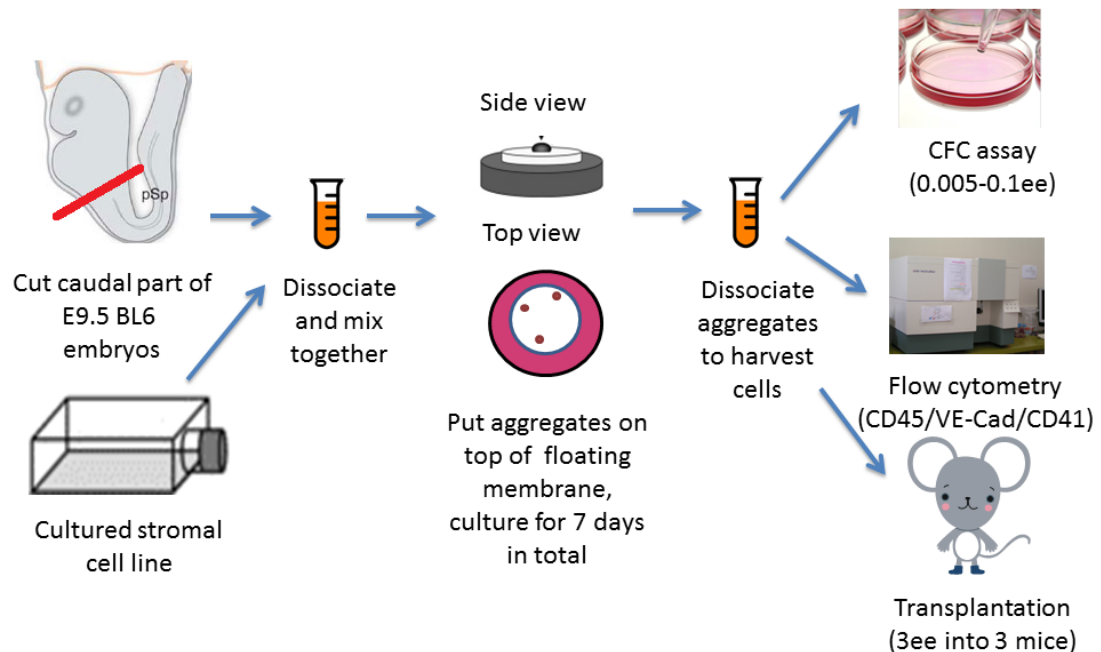 pSp
Cut caudal part of
E9.5 BL6
embryos
Cultured stromal
cell line
Dissociate
and mix
together
Side view
Top view
Put aggregates on
top of floating
membrane,
culture for 7 days
in total
Dissociate
aggregates
to harvest
cells
CFC assay
(0.005-0.1ee)
Flow cytometry
(CD45/VE-Cad/CD41)
Transplantation
(3ee into 3 mice)